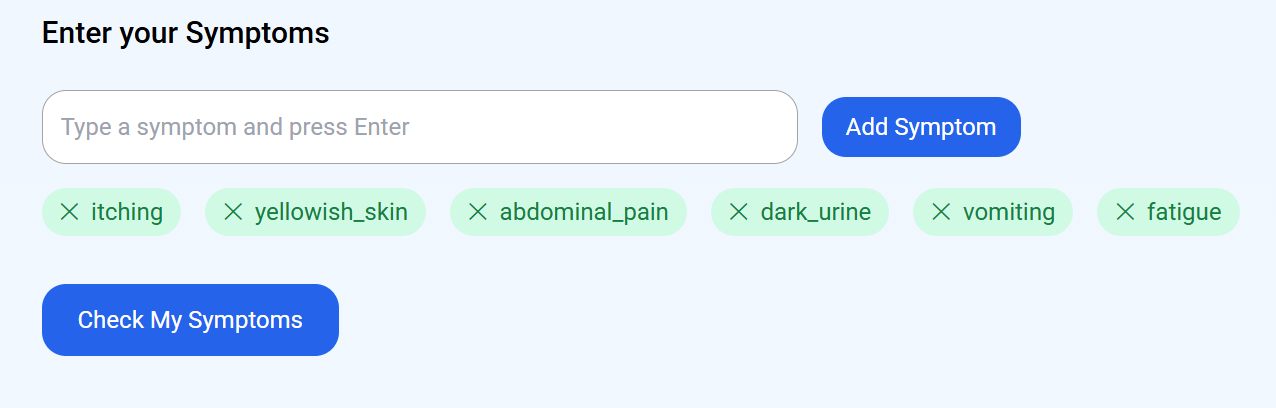 Enter your Symptoms
Type a symptom and press Enter Add Symptom
itching yellowish_skin abdominal_pain dark_urine vomiting fatigue
Check My Symptoms